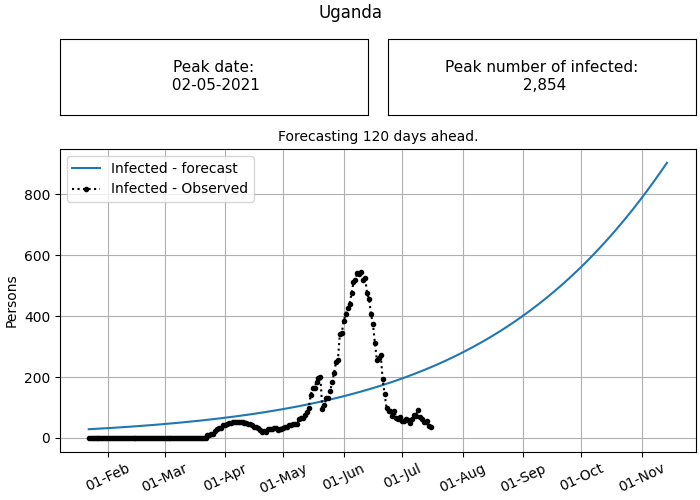 Uganda
Peak date:
02-05-2021
Peak number of infected:
2,854
Forecasting 120 days ahead.
Infected - forecast
Infected - Observed
Persons
800
600
400
200
0
01-Feb
01-Mar
01-Apr
01-May
01-Jun
01-Jul
01-Aug
01-Sep
01-Oct
01-Nov